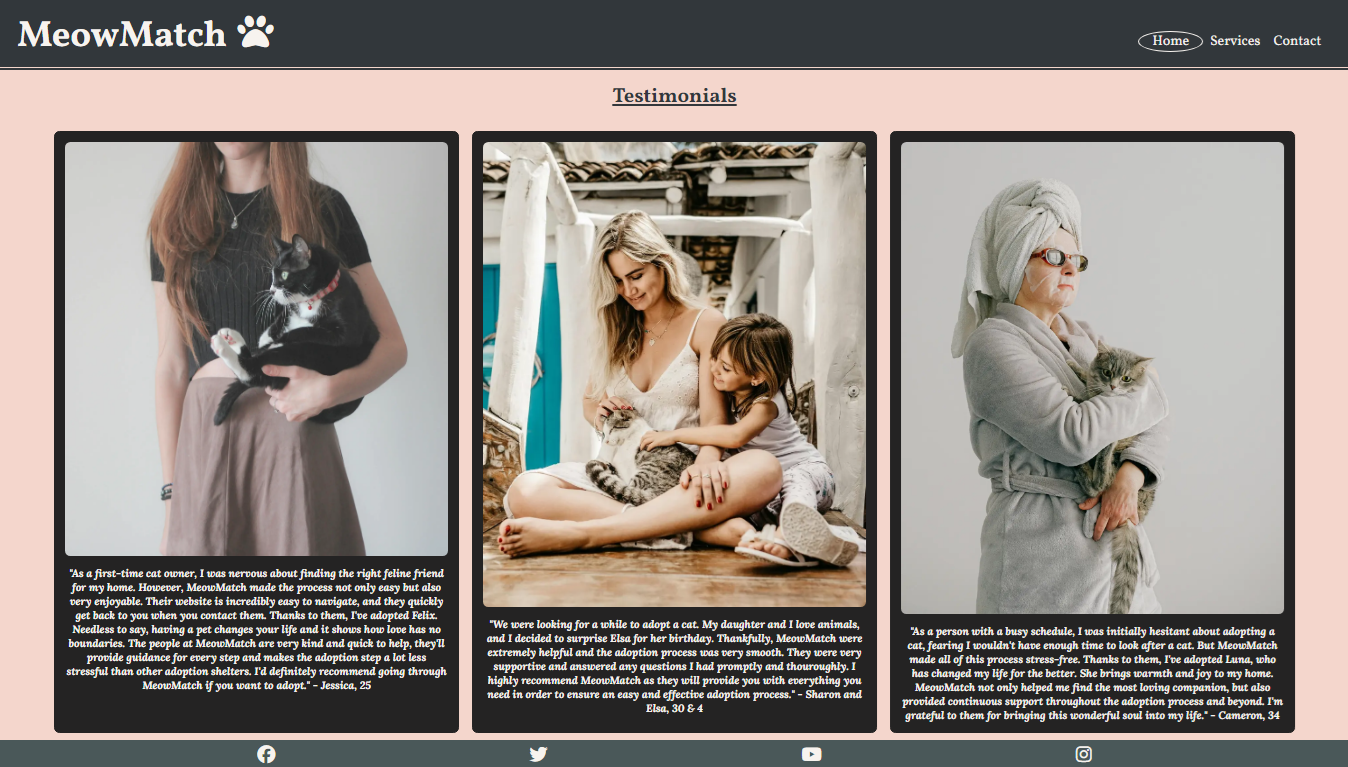 MeowMatch
Home Services Contact
Testimonials
"As a first-time cat owner, I was nervous about finding the right feline friend
for my home. However, MeowMatch made the process not only easy but also
very enjoyable. Their website is incredibly easy to navigate, and they quickly
get back to you when you contact them. Thanks to them, I've adopted Felix.
Needless to say, having a pet changes your life and it shows how love has no
boundaries. The people at MeowMatch are very kind and quick to help, they'll
provide guidance for every step and makes the adoption step a lot less
stressful than other adoption shelters. I'd definitely recommend going through
MeowMatch if you want to adopt." - Jessica, 25
"We were looking for a while to adopt a cat. My daughter and I love animals,
and I decided to surprise Elsa for her birthday. Thankfully, MeowMatch were
extremely helpful and the adoption process was very smooth. They were very
supportive and answered any questions I had promptly and thouroughly. I
highly recommend MeowMatch as they will provide you with everything you
need in order to ensure an easy and effective adoption process." - Sharon and
Elsa, 30 & 4
"As a person with a busy schedule, I was initially hesitant about adopting a
cat, fearing I wouldn't have enough time to look after a cat. But MeowMatch
made all of this process stress-free. Thanks to them, I've adopted Luna, who
has changed my life for the better. She brings warmth and joy to my home.
MeowMatch not only helped me find the most loving companion, but also
provided continuous support throughout the adoption process and beyond. I'm
grateful to them for bringing this wonderful soul into my life." - Cameron, 34